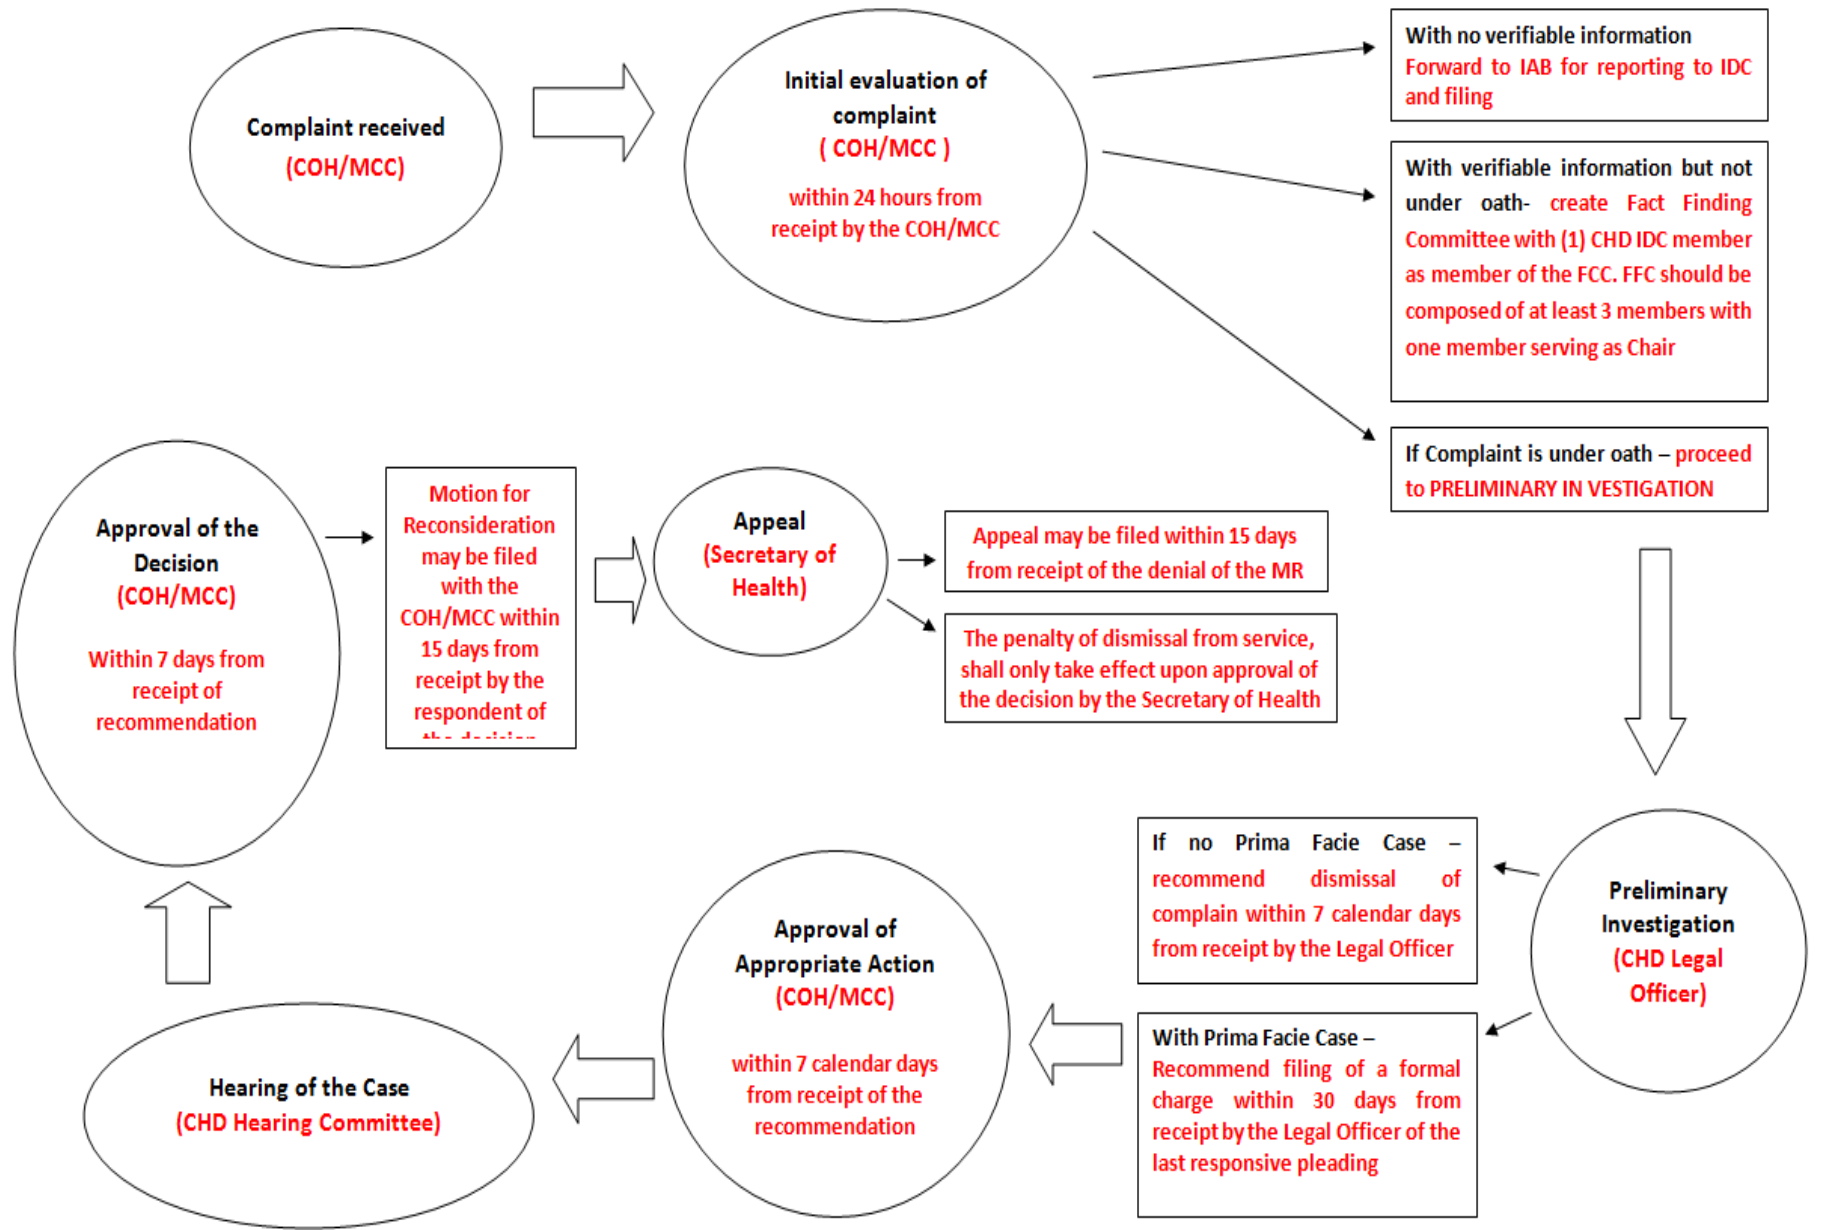 Complaint received
(COH/MCC)
Initial evaluation of
complaint
( COH/MCC )
within 24 hours from
receipt by the COH/MCC
With no verifiable information
Forward to IAB for reporting to IDC
and filing
With verifiable information but not
under oath- create Fact Finding
Committee with (1) CHD IDC member
as member of the FCC. FFC should be
composed of at least 3 members with
one member serving as Chair
If Complaint is under oath – proceed
to PRELIMINARY IN VESTIGATION
Preliminary
Investigation
(CHD Legal
Officer)
If no Prima Facie Case –
recommend dismissal of
complain within 7 calendar days
from receipt by the Legal Officer
With Prima Facie Case –
Recommend filing of a formal
charge within 30 days from
receipt by the Legal Officer of the
last responsive pleading
Approval of
Appropriate Action
(COH/MCC)
within 7 calendar days
from receipt of the
recommendation
Hearing of the Case
(CHD Hearing Committee)
Approval of the
Decision
(COH/MCC)
Within 7 days from
receipt of
recommendation
Motion for
Reconsideration
may be filed
with the
COH/MCC within
15 days from
receipt by the
respondent of
the decision
Appeal
(Secretary of
Health)
Appeal may be filed within 15 days
from receipt of the denial of the MR
The penalty of dismissal from service,
shall only take effect upon approval of
the decision by the Secretary of Health